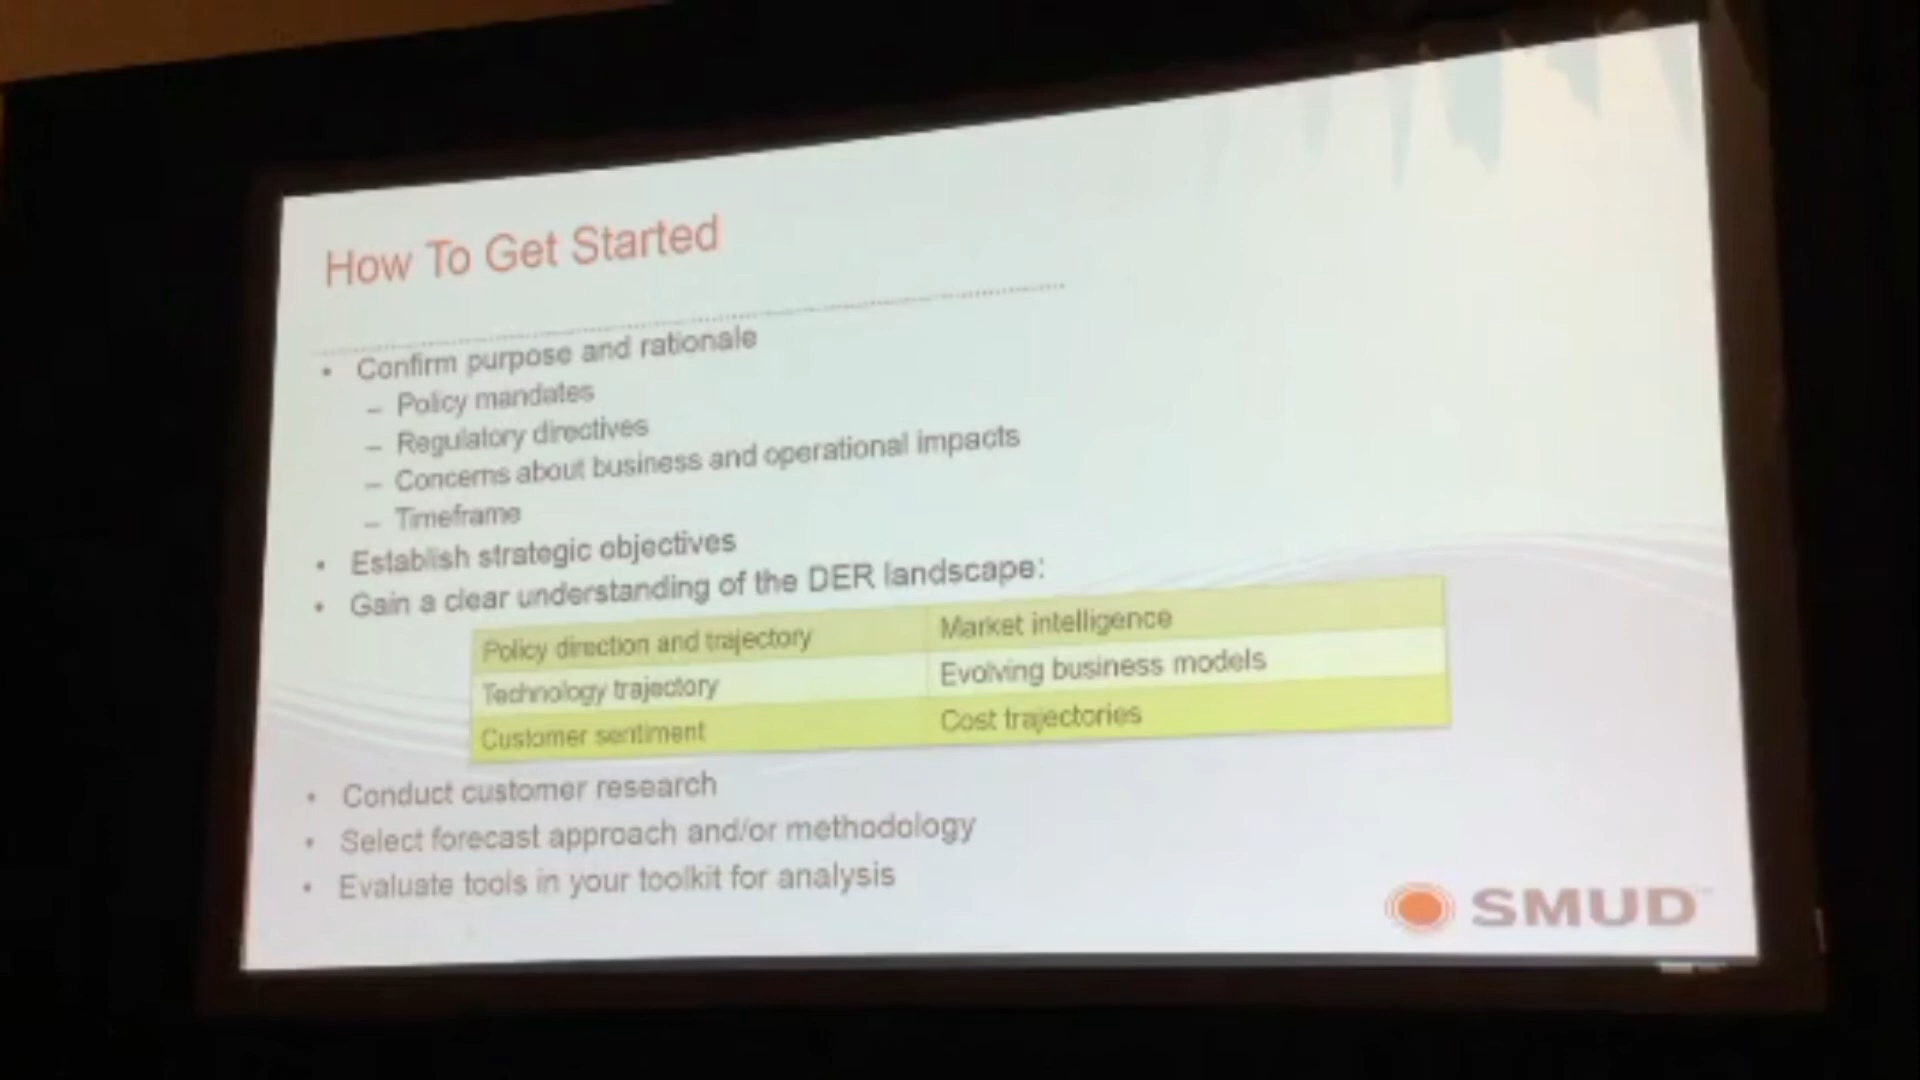 How To Get Started
• Confirm purpose and rationale
– Policy mandates
– Regulatory directives
– Concerns about business and operational impacts
– Timeframe
• Establish strategic objectives
• Gain a clear understanding of the DER landscape:
Policy direction and trajectory Market intelligence
Technology trajectory Evolving business models
Customer sentiment Cost trajectories
• Conduct customer research
• Select forecast approach and/or methodology
• Evaluate tools in your toolkit for analysis
SMUD™